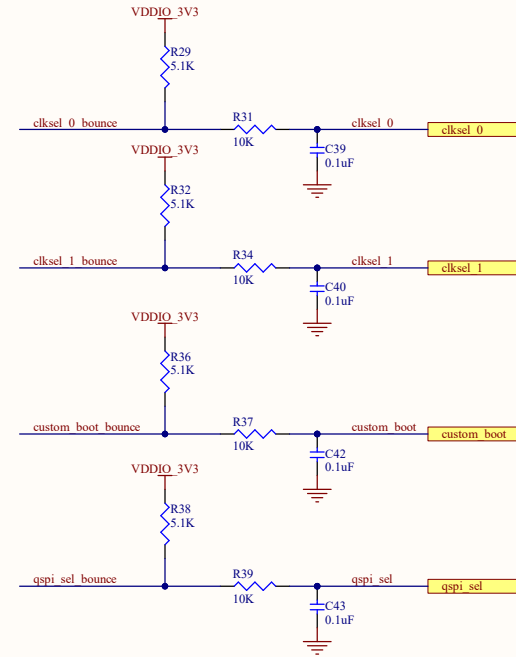 VDDIO_3V3
R29
5.1K
clksel_0_bounce
R31
10K
clksel_0
clksel_0
C39
0.1uF
VDDIO_3V3
R32
5.1K
clksel_1_bounce
R34
10K
clksel_1
clksel_1
C40
0.1uF
VDDIO_3V3
R36
5.1K
custom_boot_bounce
R37
10K
custom_boot
custom_boot
C42
0.1uF
VDDIO_3V3
R38
5.1K
qspi_sel_bounce
R39
10K
qspi_sel
qspi_sel
C43
0.1uF